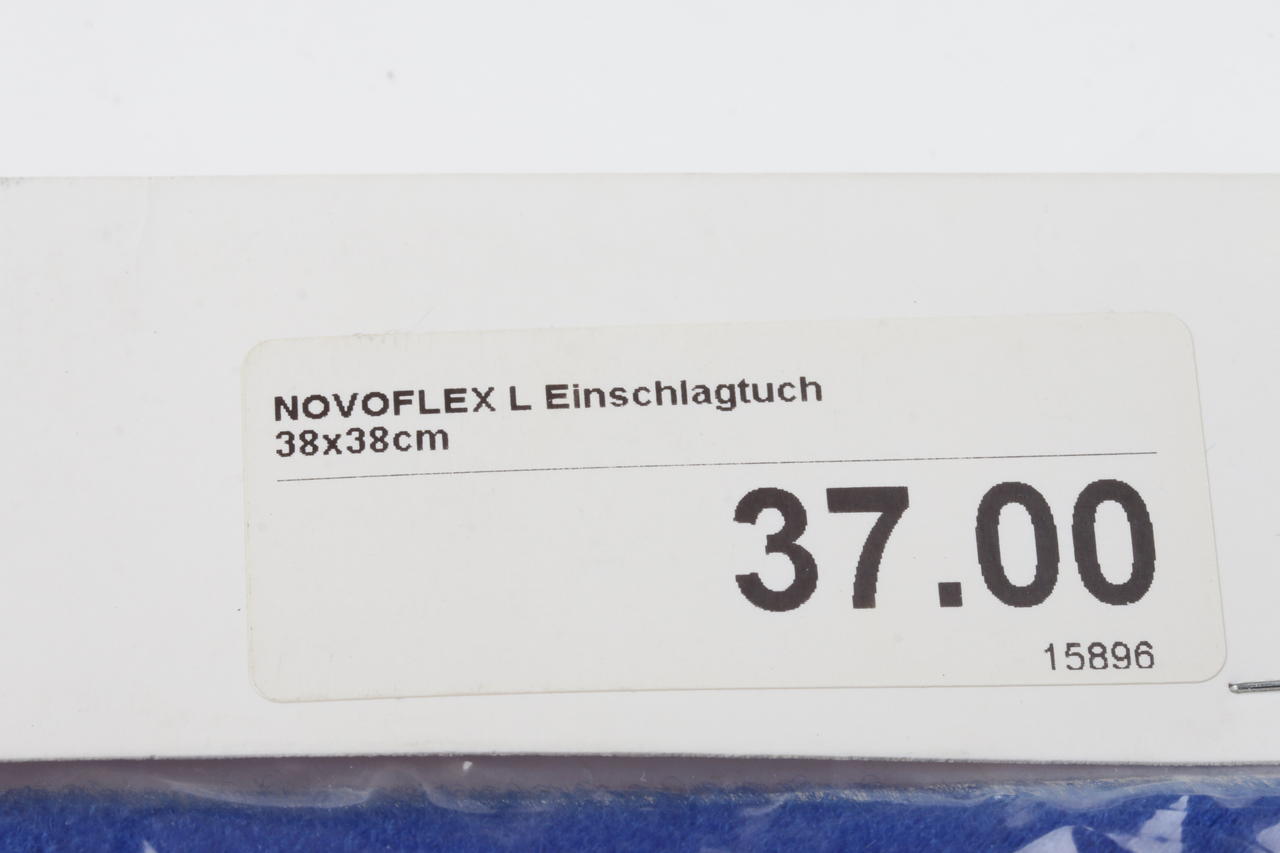 NOVOFLEX L Einschlagtuch
38x38cm
37.00
15896